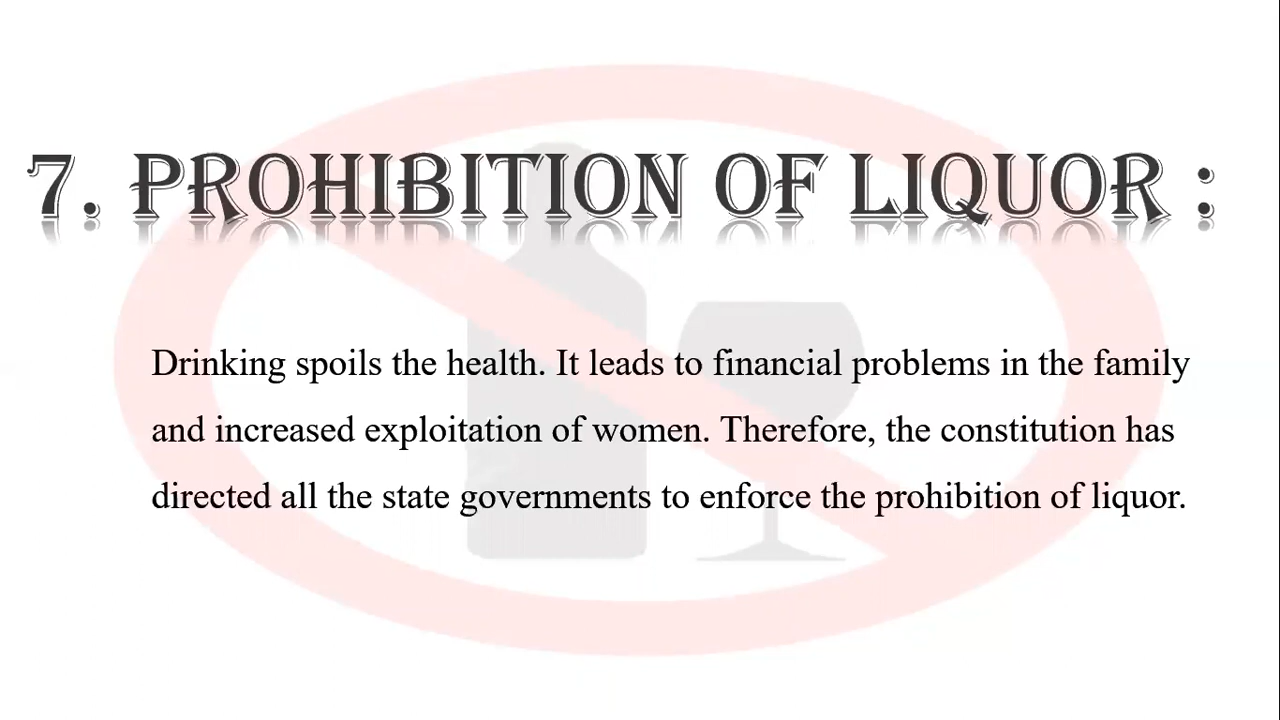 7. PROHIBITION OF LIQUOR :
Drinking spoils the health. It leads to financial problems in the family
and increased exploitation of women. Therefore, the constitution has
directed all the state governments to enforce the prohibition of liquor.